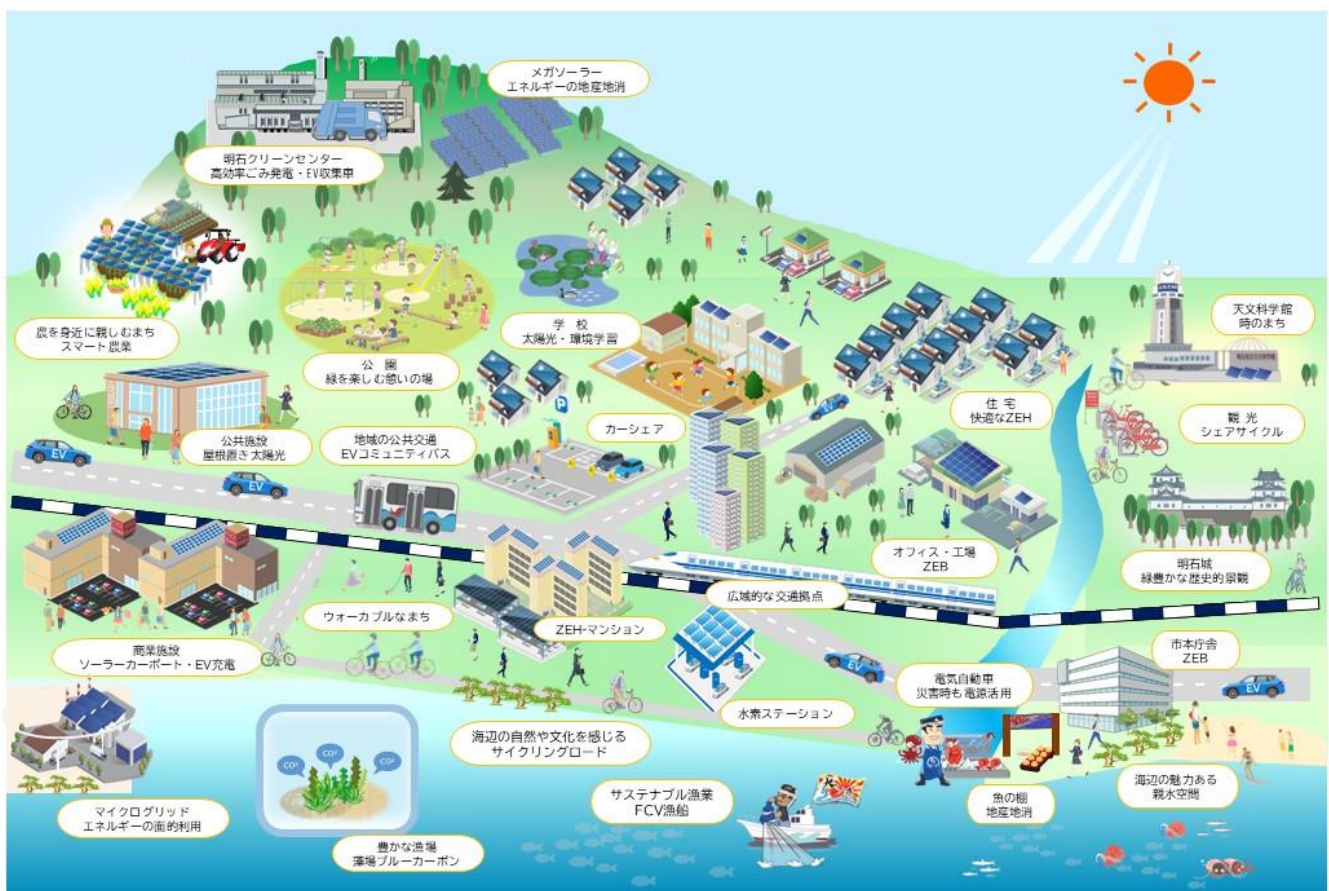 メガソーラー
エネルギーの地産地消
明石クリーンセンター
高効率ごみ発電・EV収集車
農を身近に親しむまち
スマート農業
公 園
緑を楽しむ憩いの場
学 校
太陽光・環境学習
天文科学館
時のまち
公共施設
屋根置き太陽光
地域の公共交通
EVコミュニティバス
P
カーシェア
住 宅
快適なZEH
観 光
シェアサイクル
EV
EV
EV
オフィス・工場
ZEB
明石城
緑豊かな歴史的景観
広域的な交通拠点
ウォーカブルなまち
ZEH-マンション
商業施設
ソーラーカーポート・EV充電
市本庁舎
ZEB
EV
EV
電気自動車
災害時も電源活用
水素ステーション
海辺の自然や文化を感じる
サイクリングロード
CO²
CO²
CO²
マイクログリッド
エネルギーの面的利用
豊かな漁場
藻場ブルーカーボン
サステナブル漁業
FCV漁船
魚の棚
地産地消
海辺の魅力ある
親水空間